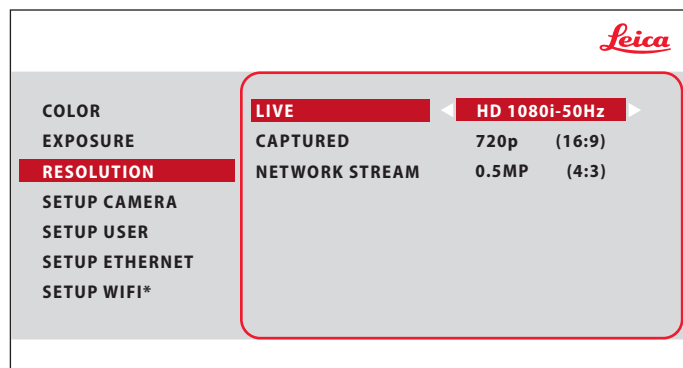 Leica
COLOR
EXPOSURE
RESOLUTION
SETUP CAMERA
SETUP USER
SETUP ETHERNET
SETUP WIFI*
LIVE HD 1080i-50Hz
CAPTURED 720p (16:9)
NETWORK STREAM 0.5MP (4:3)